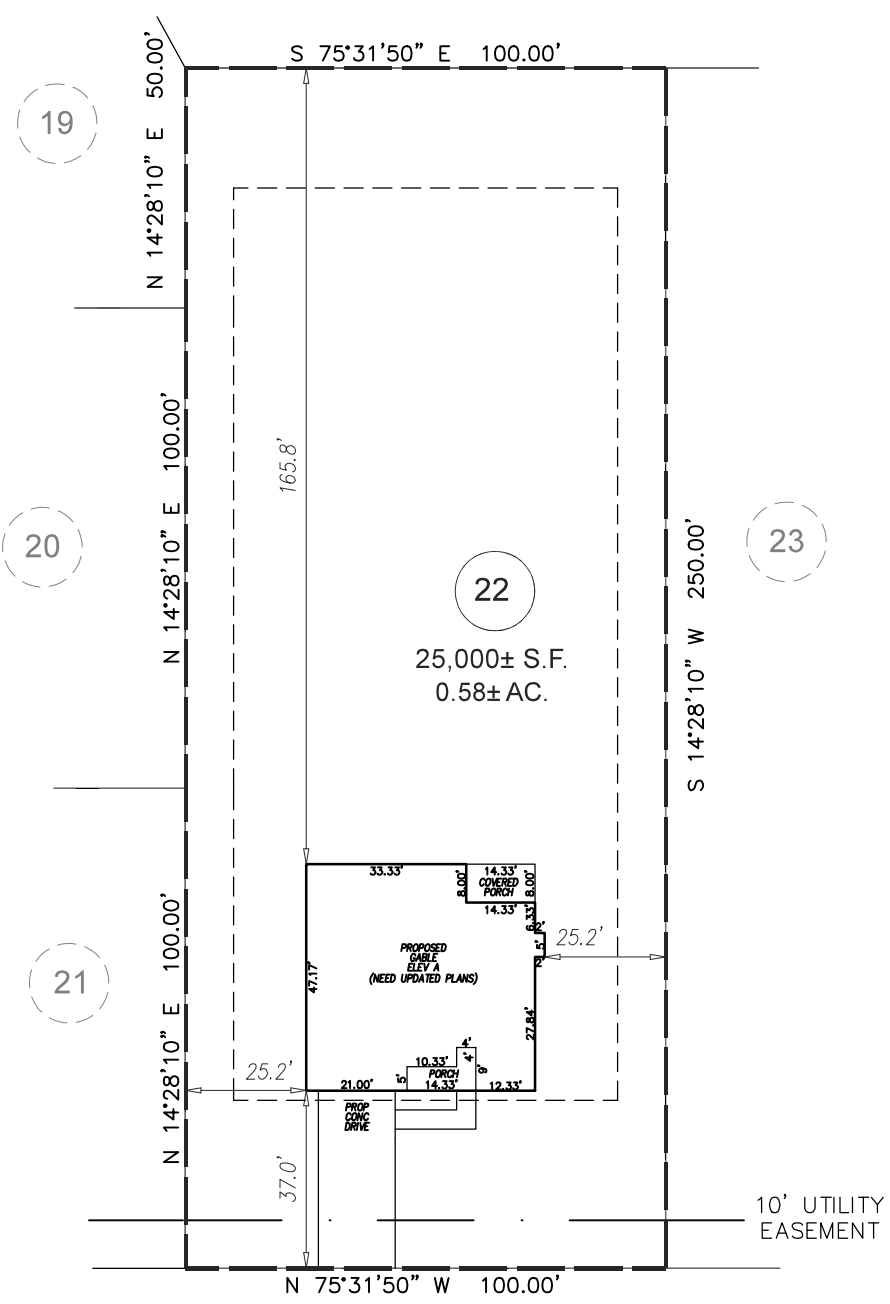 S 75°31'50" E 100.00'
N 14°28'10" E 50.00'
19
165.8'
N 14°28'10" E 100.00'
20
23
22
25,000± S.F.
0.58± AC.
S 14°28'10" W 250.00'
33.33'
14.33'
COVERED
PORCH
8.00'
8.00'
14.33'
6.33'
2'
5'
2'
25.2'
PROPOSED
GABLE
ELEV A
(NEED UPDATED PLANS)
47.17'
27.84'
N 14°28'10" E 100.00'
21
4'
4'
9'
10.33'
PORCH
5'
21.00'
14.33'
12.33'
25.2'
PROP
CONC
DRIVE
37.0'
10' UTILITY
EASEMENT
N 75°31'50" W 100.00'